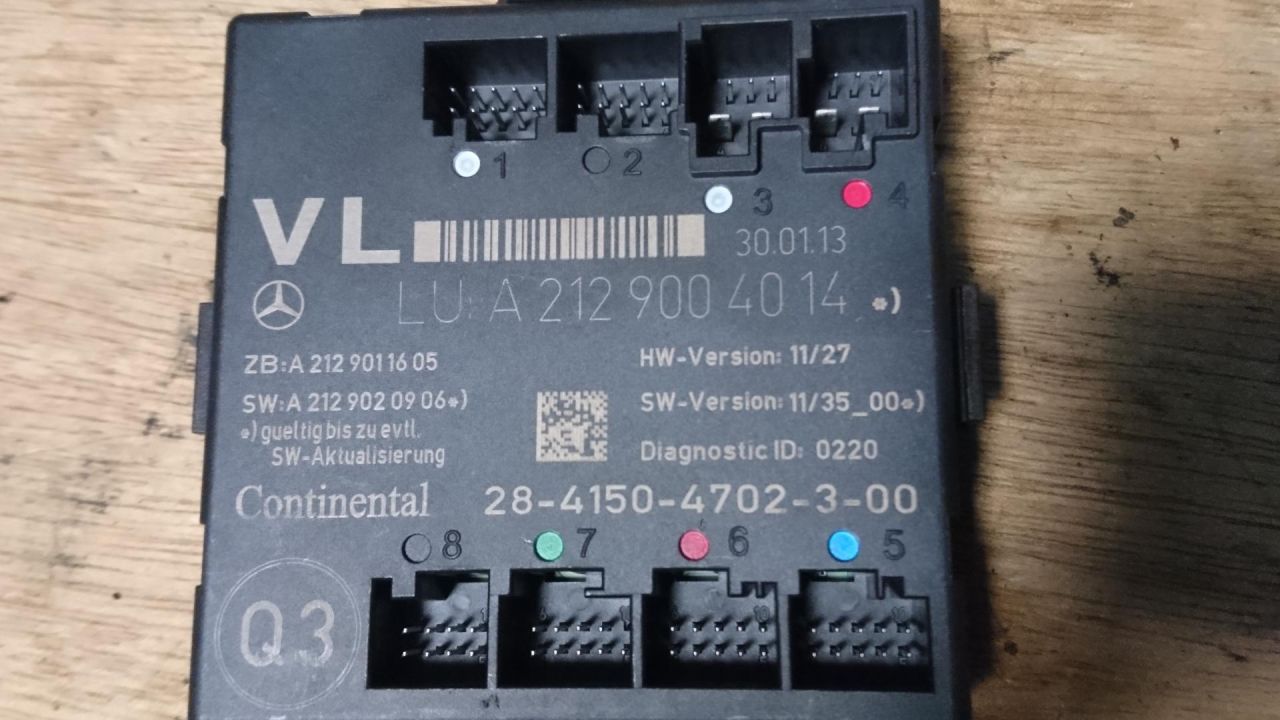 1 2
3 4
VL
30.01.13
LU: A 212 900 40 14 *)
ZB: A 212 901 16 05
HW-Version: 11/27
SW: A 212 902 09 06*)
SW-Version: 11/35_00*)
*) gueltig bis zu evtl.
SW-Aktualisierung
Diagnostic ID: 0220
Continental
28-4150-4702-3-00
8 7 6 5
Q3